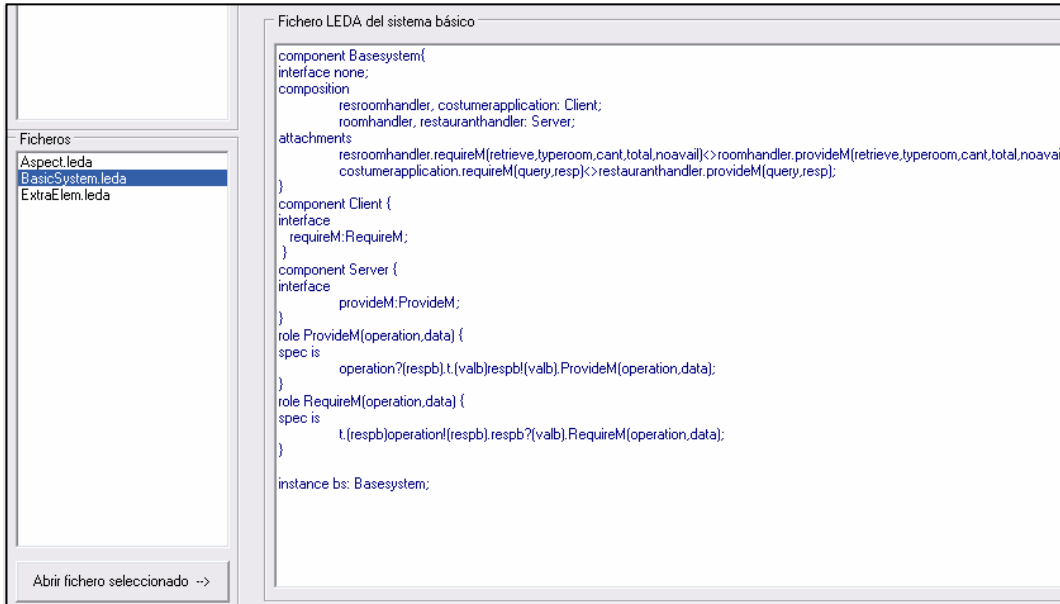 Ficheros
Aspect.leda
BasicSystem.leda
ExtraElem.leda
Abrir fichero seleccionado -->
Fichero LEDA del sistema básico
component Basesystem{
interface none;
composition
resroomhandler, costumerapplication: Client;
roomhandler, restauranthandler: Server;
attachments
resroomhandler.requireM(retrieve,typeroom,cant,total,noavail)<>roomhandler.provideM(retrieve,typeroom,cant,total,noavai
costumerapplication.requireM(query,resp)<>restauranthandler.provideM(query,resp);
}
component Client {
interface
requireM:RequireM;
}
component Server {
interface
provideM:ProvideM;
}
role ProvideM(operation,data) {
spec is
operation?(respb).t.(valb)respb!(valb).ProvideM(operation,data);
}
role RequireM(operation,data) {
spec is
t.(respb)operation!(respb).respb?(valb).RequireM(operation,data);
}
instance bs: Basesystem;